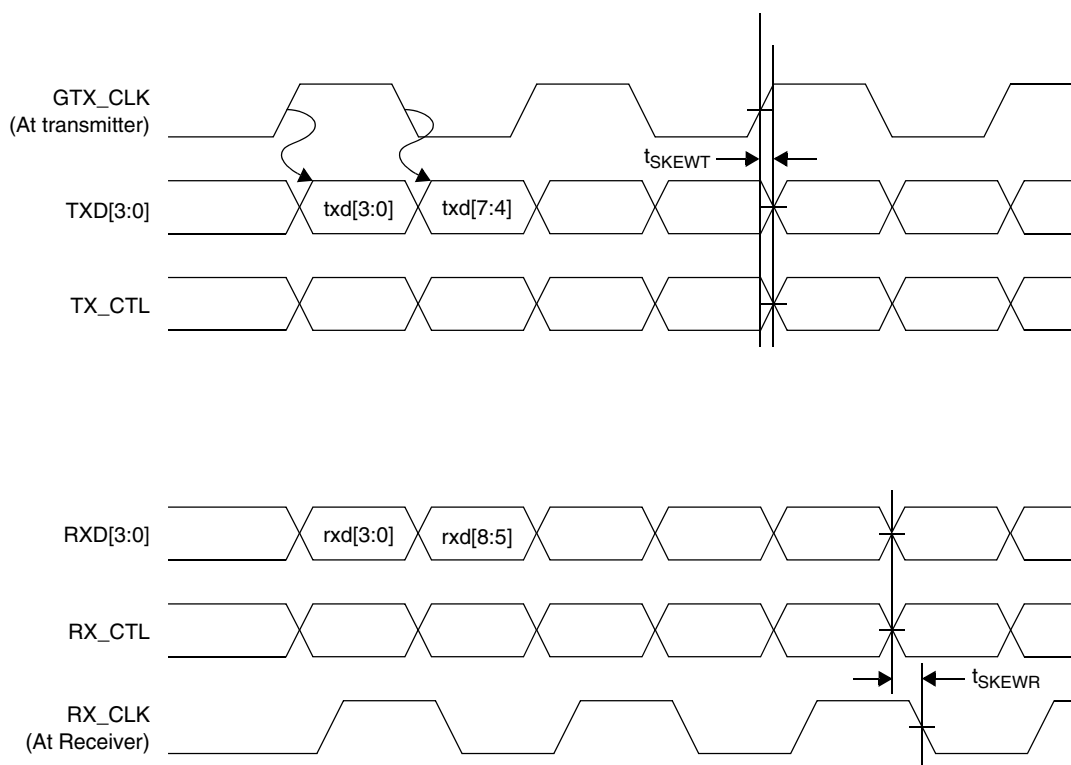 GTX_CLK
(At transmitter)
tSKEWT
TXD[3:0]
txd[3:0]
txd[7:4]
TX_CTL
RXD[3:0]
rxd[3:0]
rxd[8:5]
RX_CTL
tSKEWR
RX_CLK
(At Receiver)